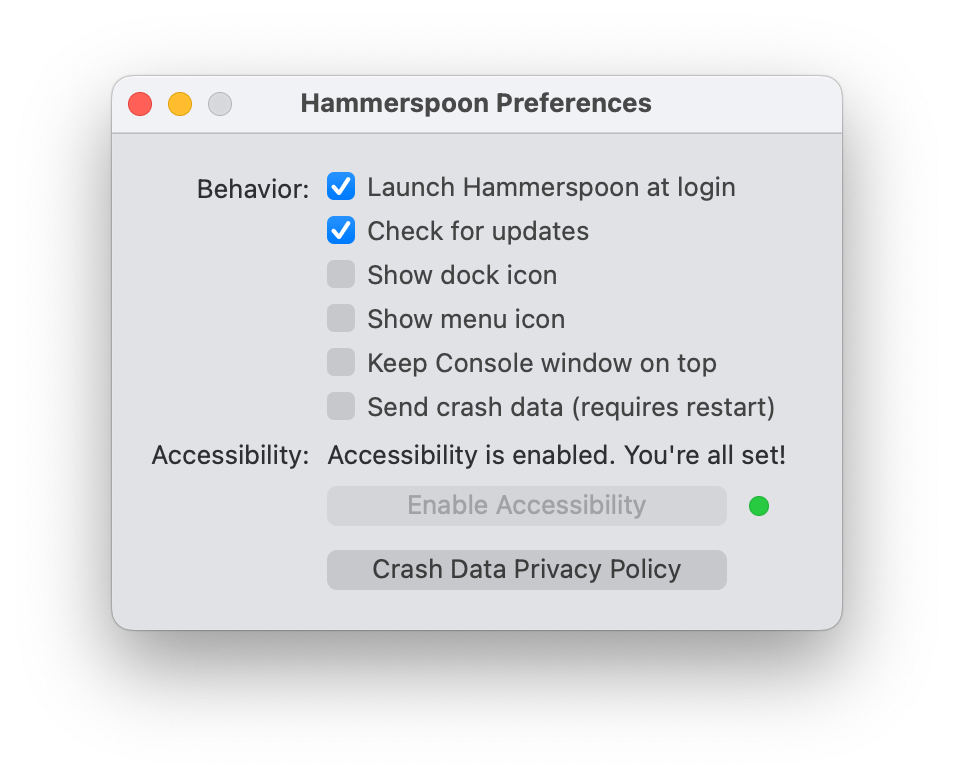 Hammerspoon Preferences
Behavior: Launch Hammerspoon at login
Check for updates
Show dock icon
Show menu icon
Keep Console window on top
Send crash data (requires restart)
Accessibility: Accessibility is enabled. You're all set!
Enable Accessibility
Crash Data Privacy Policy